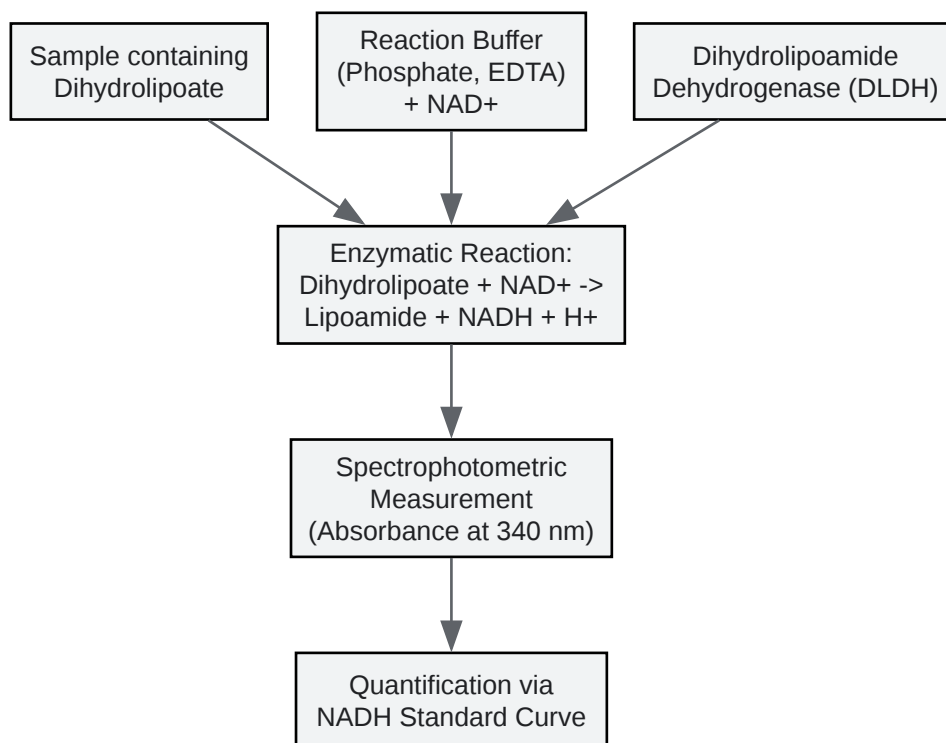 Sample containing
Dihydrolipoate
Reaction Buffer
(Phosphate, EDTA)
+ NAD+
Dihydrolipoamide
Dehydrogenase (DLDH)
Enzymatic Reaction:
Dihydrolipoate + NAD+ ->
Lipoamide + NADH + H+
Spectrophotometric
Measurement
(Absorbance at 340 nm)
Quantification via
NADH Standard Curve